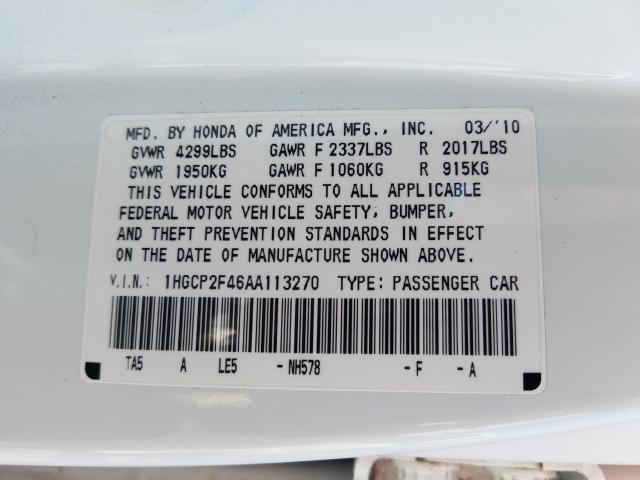 MFD. BY HONDA OF AMERICA MFG., INC. 03/'10
GVWR 4299LBS GAWR F 2337LBS R 2017LBS
GVWR 1950KG GAWR F 1060KG R 915KG
THIS VEHICLE CONFORMS TO ALL APPLICABLE
FEDERAL MOTOR VEHICLE SAFETY, BUMPER,
AND THEFT PREVENTION STANDARDS IN EFFECT
ON THE DATE OF MANUFACTURE SHOWN ABOVE.
V.I.N.: 1HGCP2F46AA113270 TYPE: PASSENGER CAR
TA5 A LE5 -NH578 -F -A